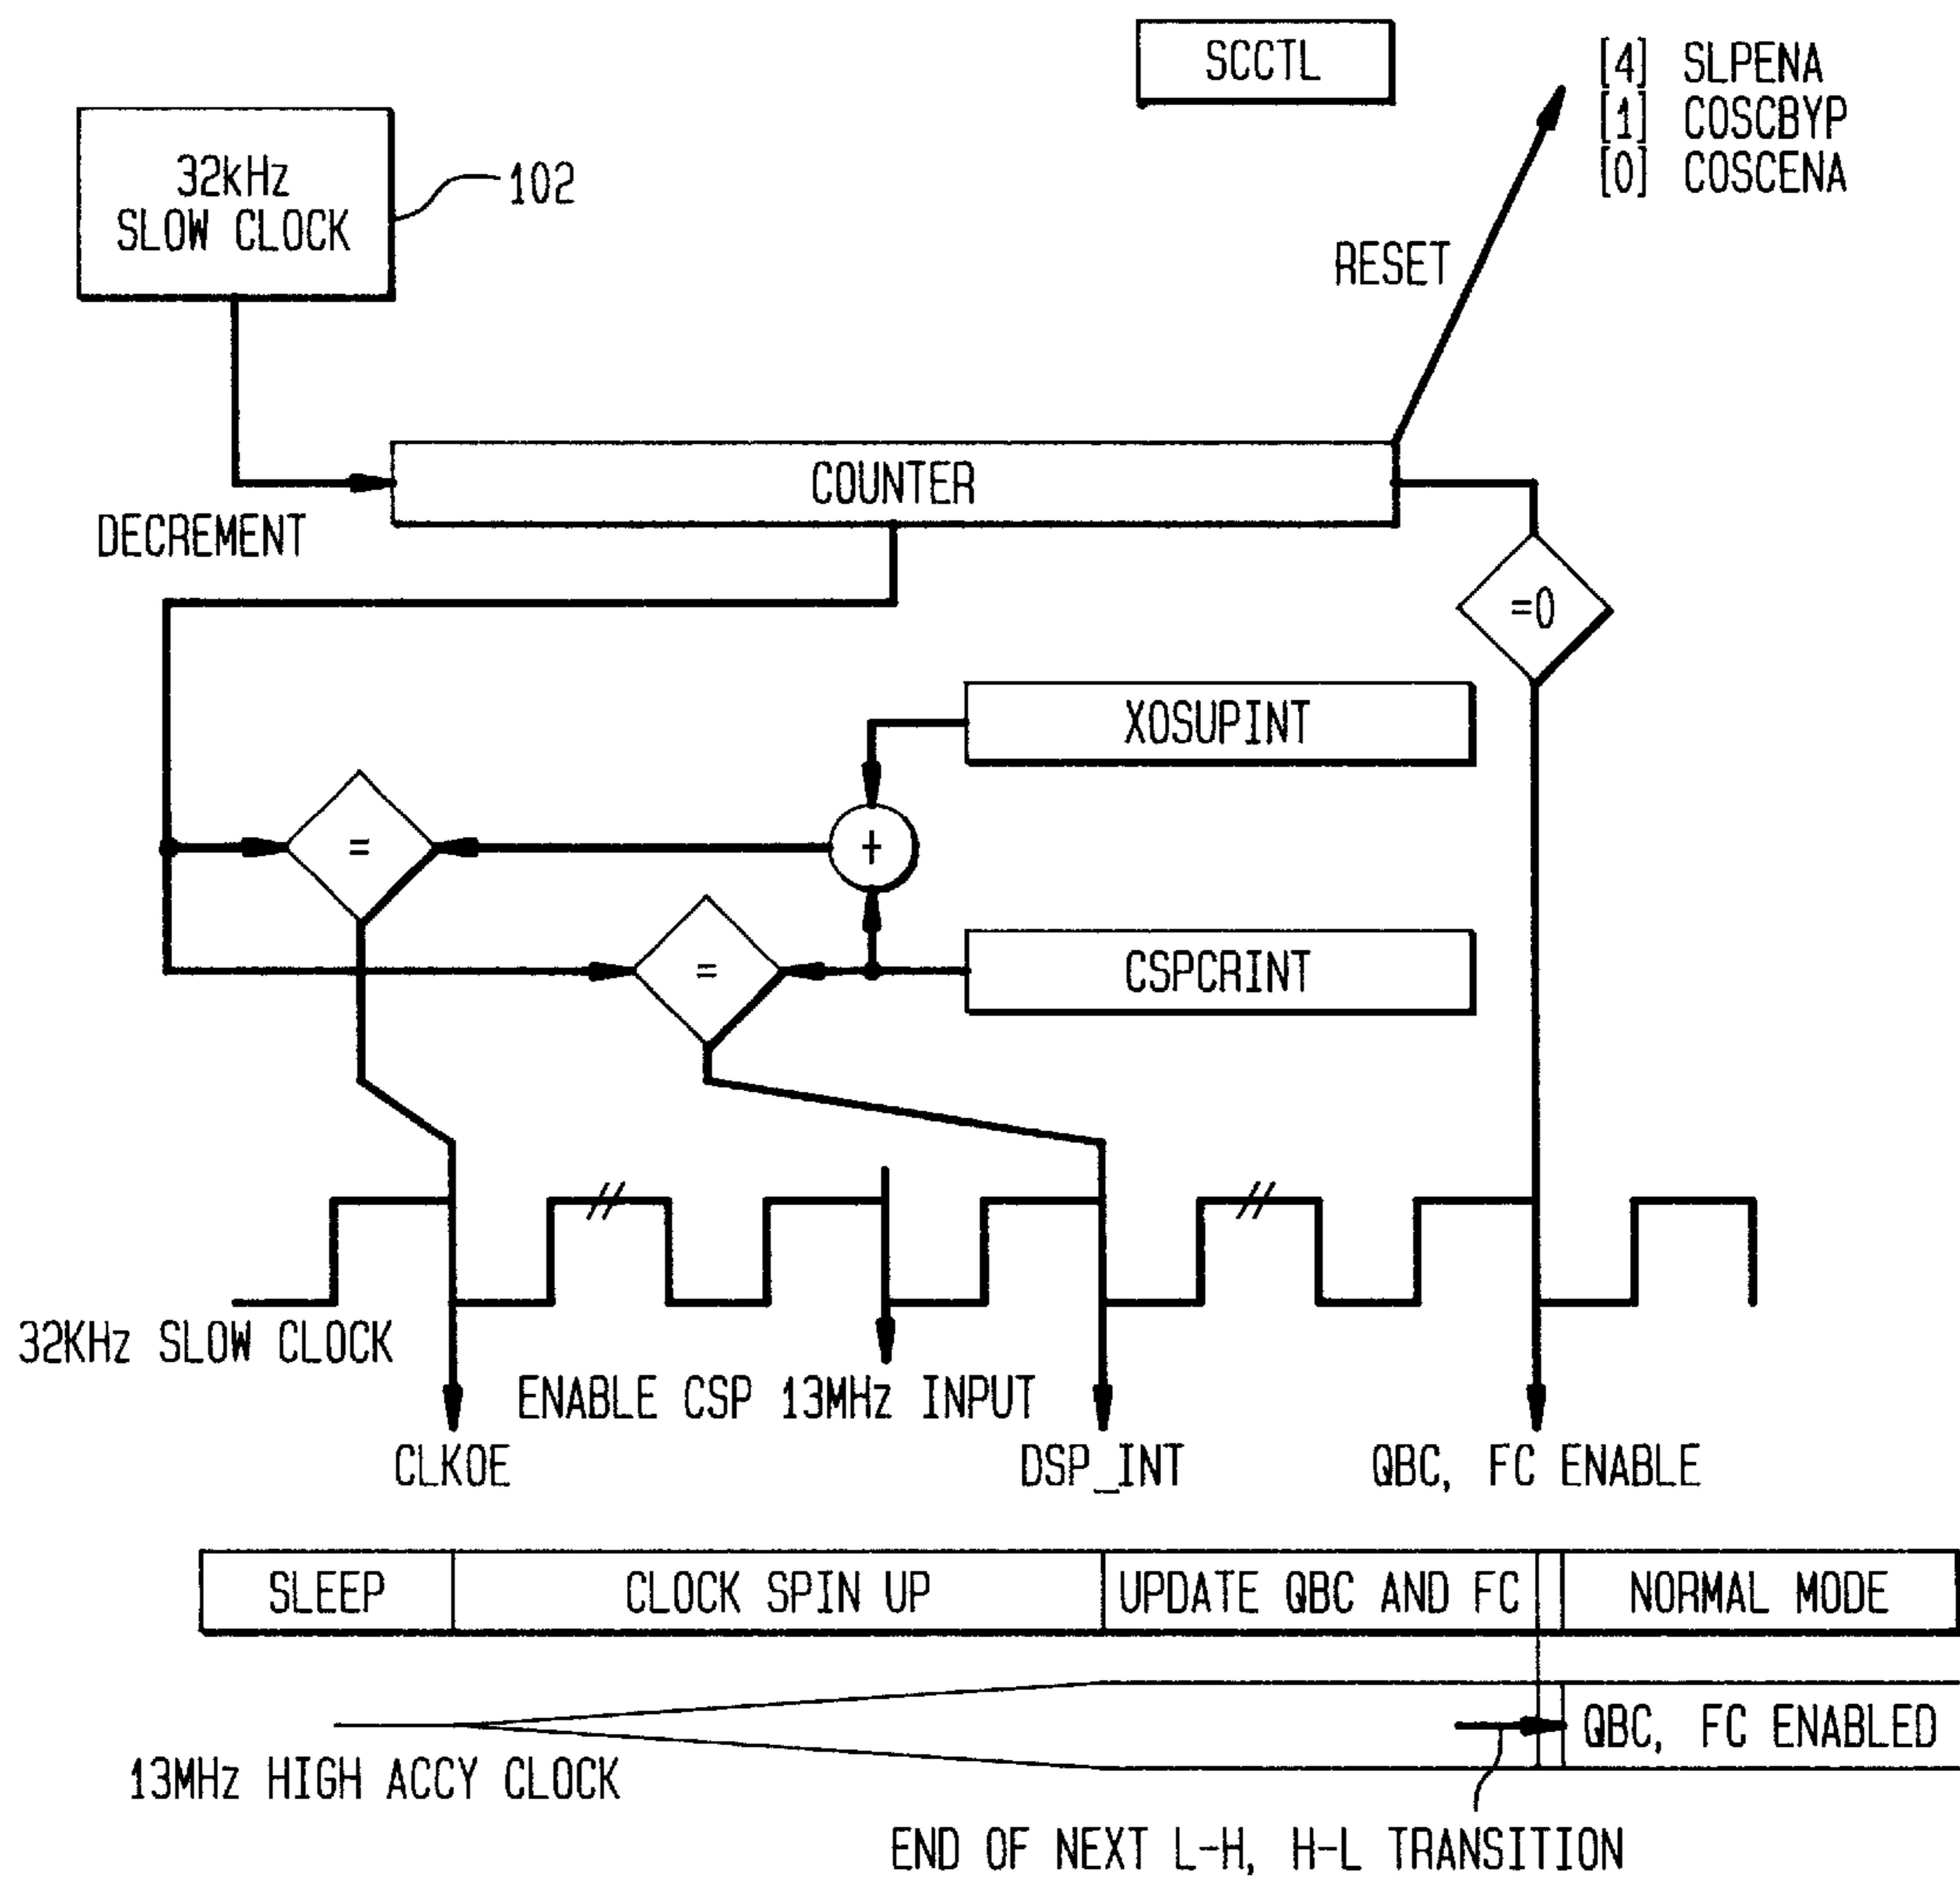 SCCTL
[4] SLPENA
[1] COSCBYP
[0] COSCENA
32kHz
SLOW CLOCK
102
RESET
COUNTER
DECREMENT
=0
XOSUPINT
=
+
=
CSPCRINT
32KHz SLOW CLOCK
ENABLE CSP 13MHz INPUT
CLKOE
DSP_INT
QBC, FC ENABLE
SLEEP
CLOCK SPIN UP
UPDATE QBC AND FC
NORMAL MODE
QBC, FC ENABLED
13MHz HIGH ACCY CLOCK
END OF NEXT L-H, H-L TRANSITION